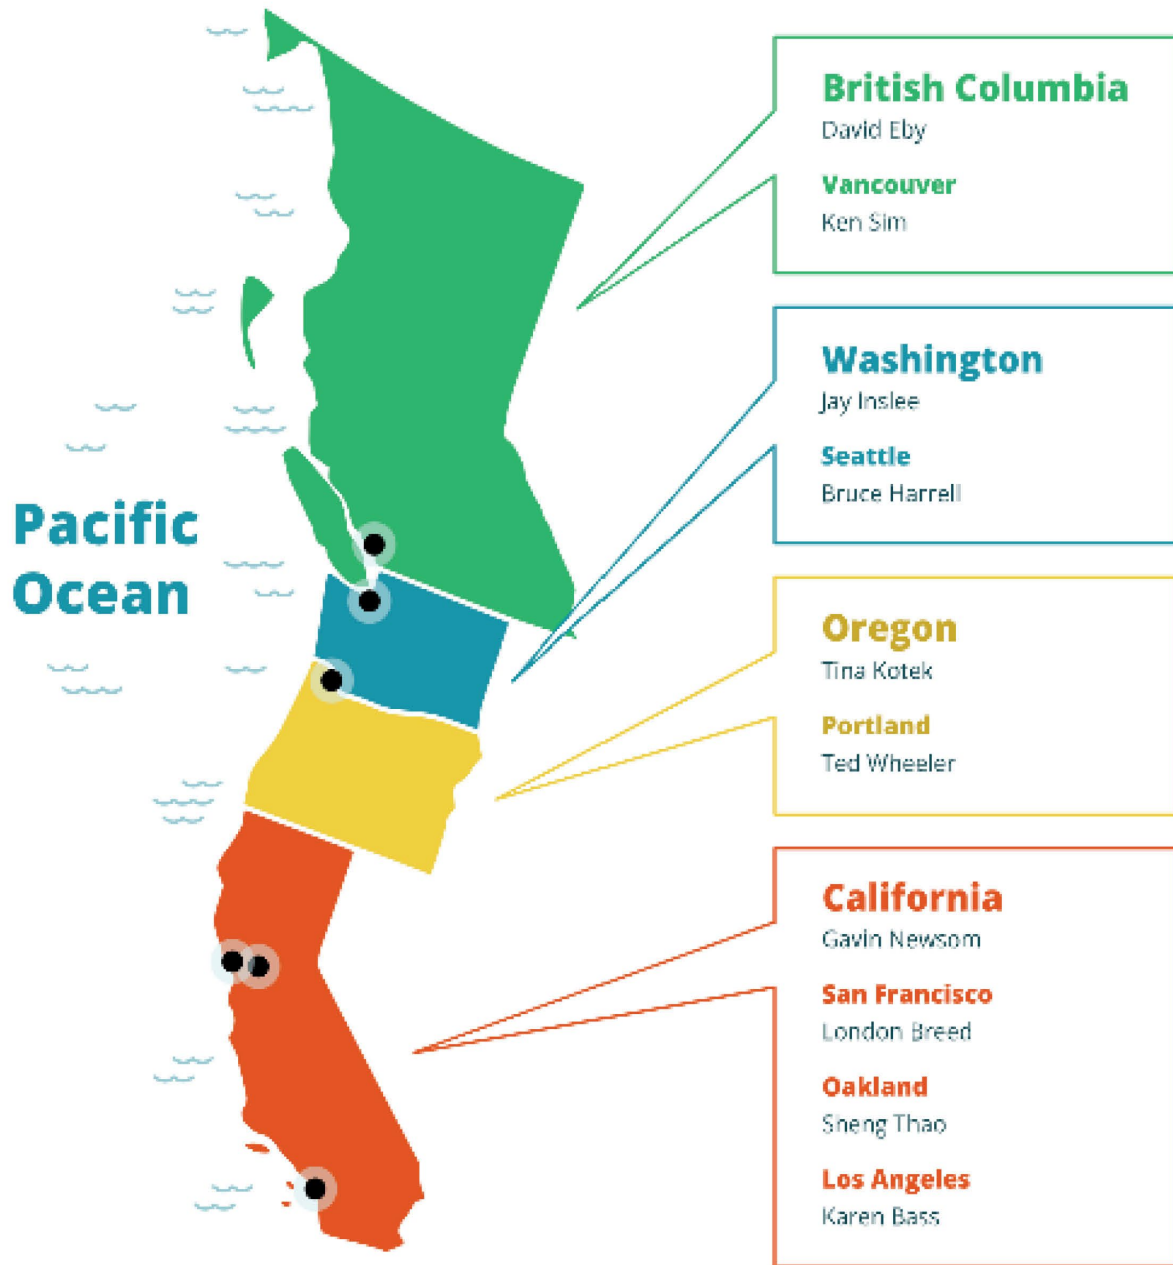 Pacific
Ocean
British Columbia
David Eby
Vancouver
Ken Sim
Washington
Jay Inslee
Seattle
Bruce Harrell
Oregon
Tina Kotek
Portland
Ted Wheeler
California
Gavin Newsom
San Francisco
London Breed
Oakland
Sheng Thao
Los Angeles
Karen Bass